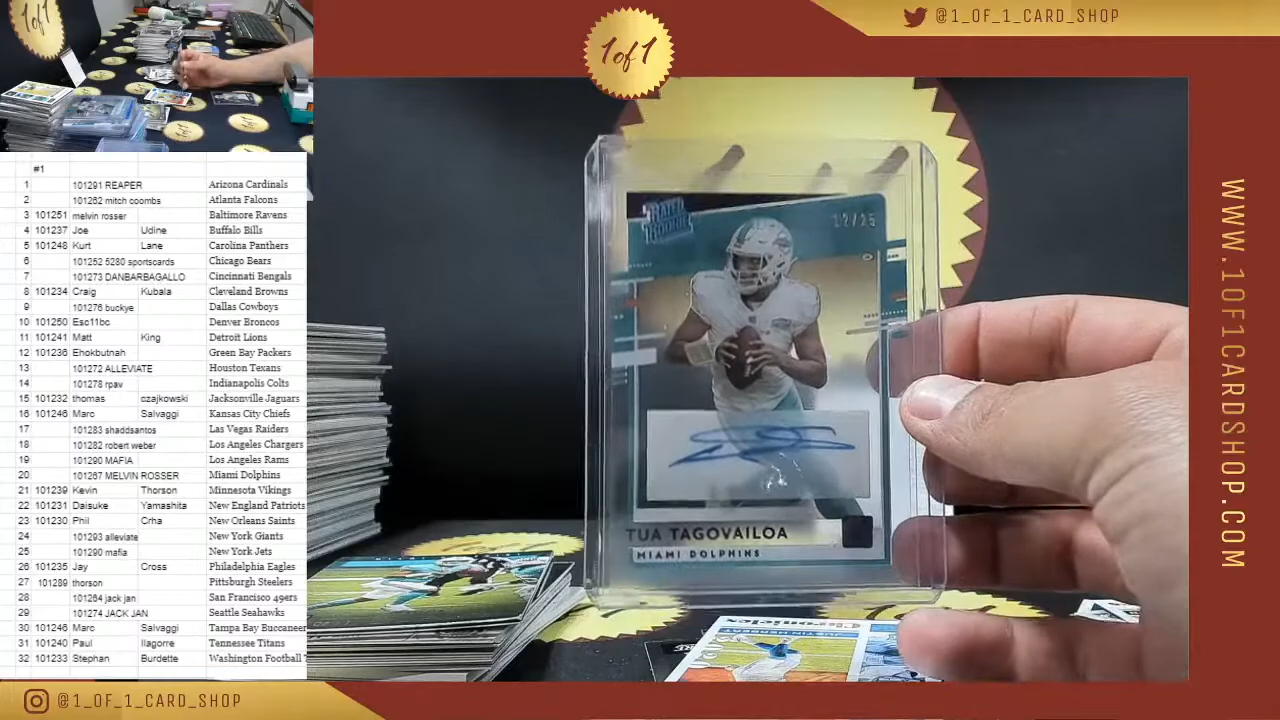 1of1
1of1
@1_OF_1_CARD_SHOP
#1
1 101291 REAPER Arizona Cardinals
2 101262 mitch coombs Atlanta Falcons
3 101251 melvin rosser Baltimore Ravens
4 101237 Joe Udine Buffalo Bills
5 101248 Kurt Lane Carolina Panthers
6 101252 5280 sportscards Chicago Bears
7 101273 DANBARBAGALLO Cincinnati Bengals
8 101234 Craig Kubala Cleveland Browns
9 101276 buckye Dallas Cowboys
10 101250 Esc11bc Denver Broncos
11 101241 Matt King Detroit Lions
12 101236 Ehokbutnah Green Bay Packers
13 101272 ALLEVIATE Houston Texans
14 101278 rpav Indianapolis Colts
15 101232 thomas czajkowski Jacksonville Jaguars
16 101246 Marc Salvaggi Kansas City Chiefs
17 101283 shaddsantos Las Vegas Raiders
18 101282 robert weber Los Angeles Chargers
19 101290 MAFIA Los Angeles Rams
20 101267 MELVIN ROSSER Miami Dolphins
21 101239 Kevin Thorson Minnesota Vikings
22 101231 Daisuke Yamashita New England Patriots
23 101230 Phil Crha New Orleans Saints
24 101293 alleviate New York Giants
25 101290 mafia New York Jets
26 101235 Jay Cross Philadelphia Eagles
27 101289 thorson Pittsburgh Steelers
28 101264 jack jan San Francisco 49ers
29 101274 JACK JAN Seattle Seahawks
30 101246 Marc Salvaggi Tampa Bay Buccaneer
31 101240 Paul Ilagorre Tennessee Titans
32 101233 Stephan Burdette Washington Football
RATED
ROOKIE
12/25
TUA TAGOVAILOA
MIAMI DOLPHINS
Chronicles
JUSTIN HERBERT
WWW.1OF1CARDSHOP.COM
@1_OF_1_CARD_SHOP